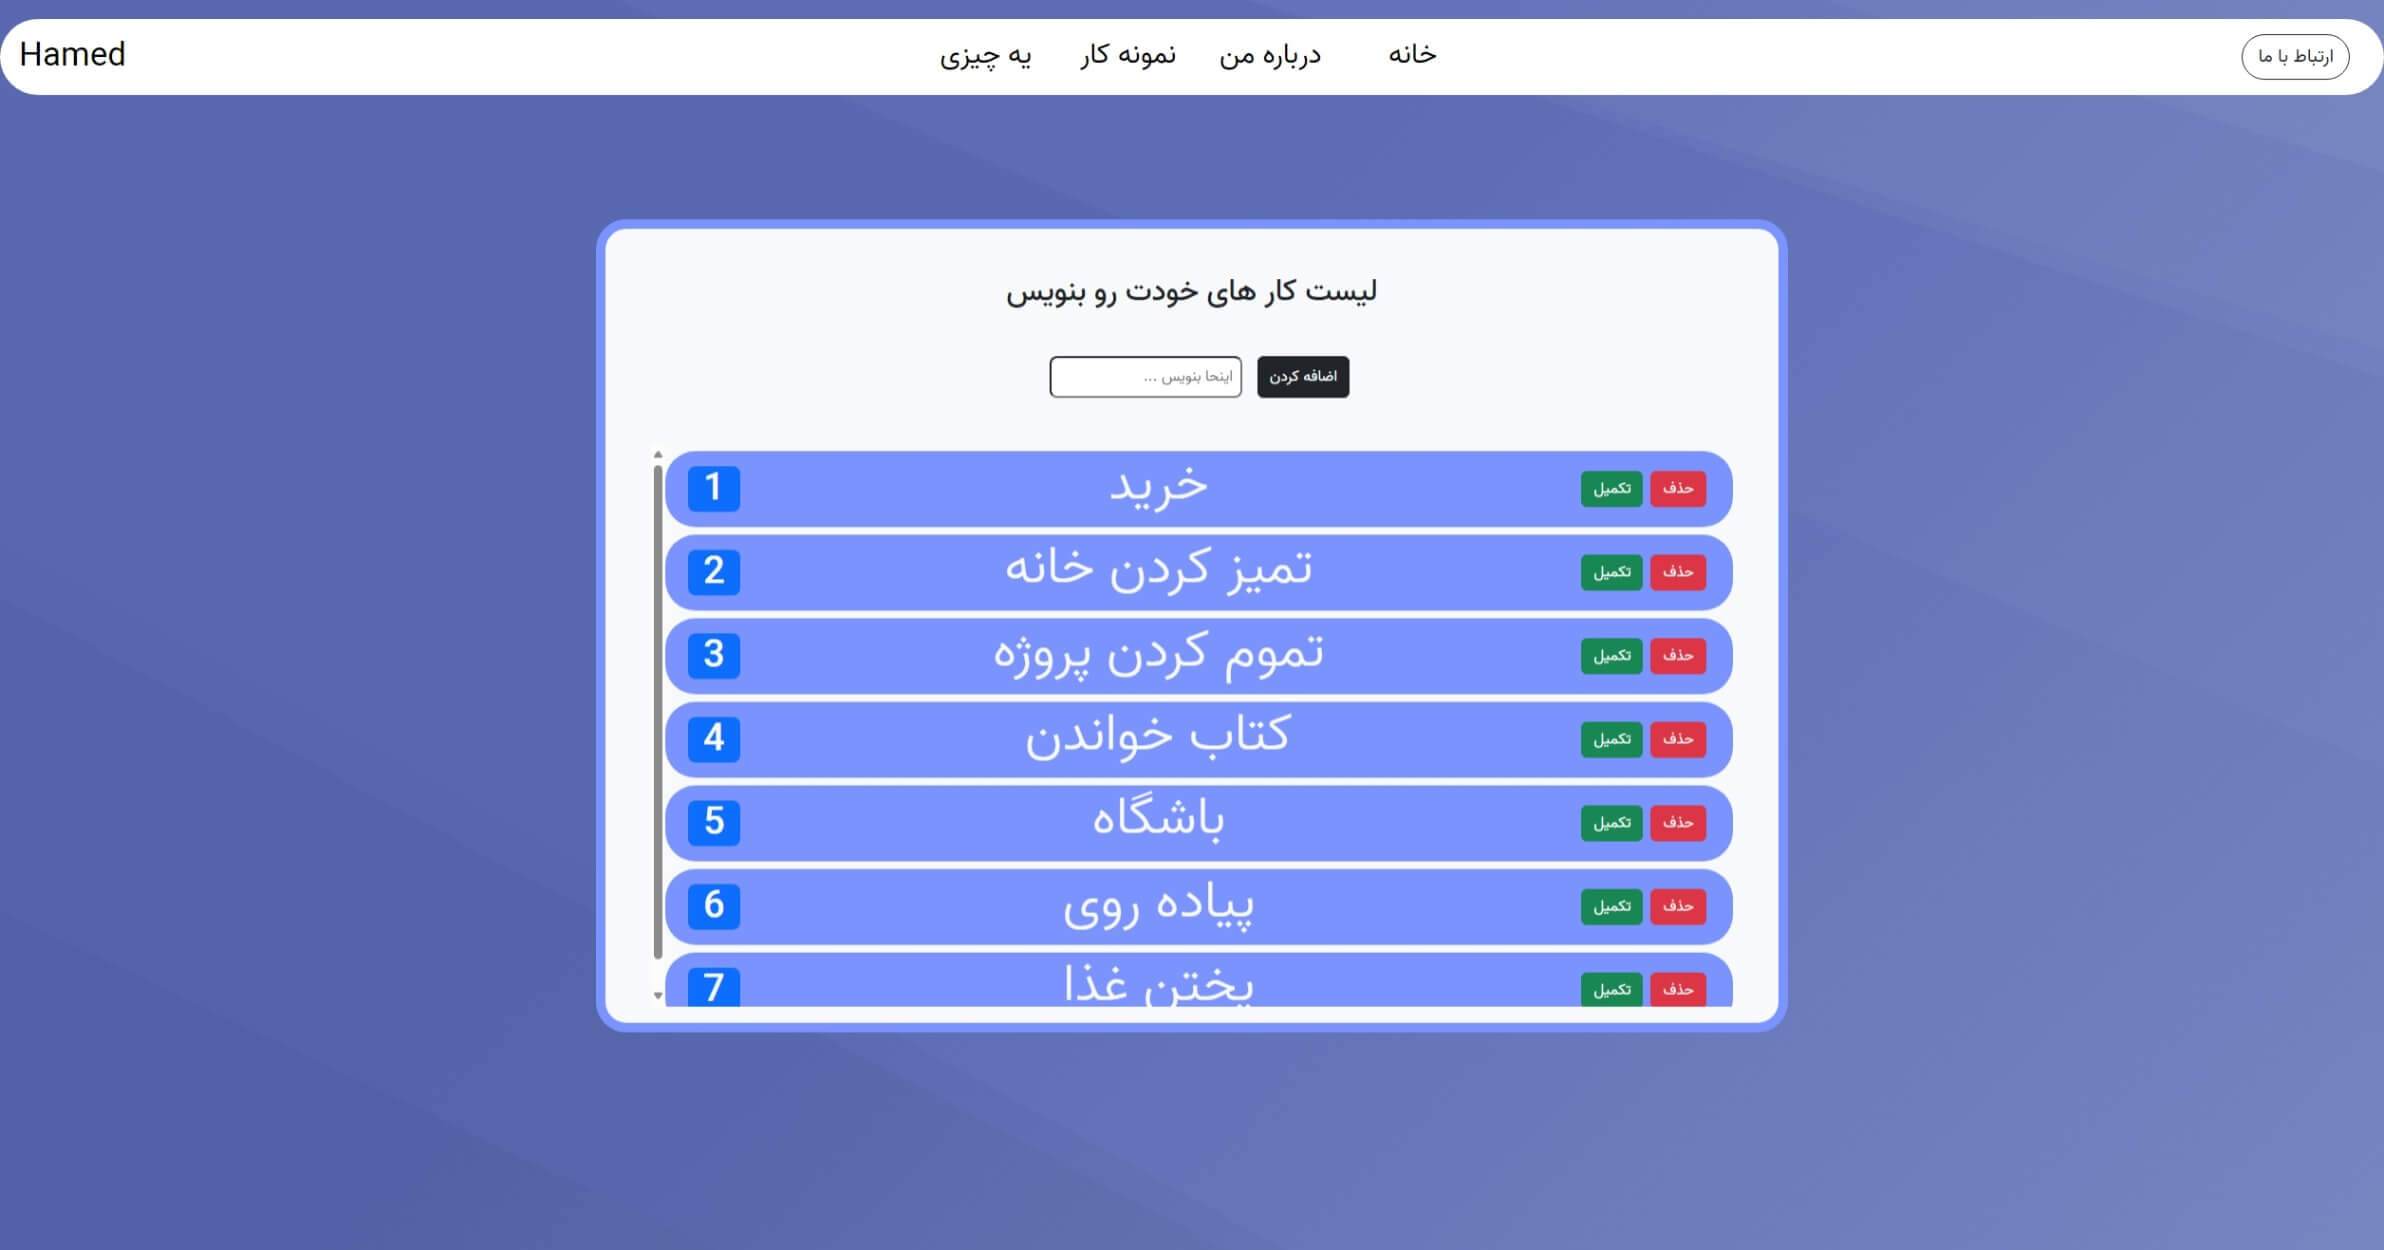 ارتباط با ما
خانه
درباره من
نمونه کار
یه چیزی
Hamed
لیست کار های خودت رو بنویس
اضافه کردن
اینجا بنویس ...
حذف تکمیل خرید 1
حذف تکمیل تمیز کردن خانه 2
حذف تکمیل تموم کردن پروژه 3
حذف تکمیل کتاب خواندن 4
حذف تکمیل باشگاه 5
حذف تکمیل پیاده روی 6
حذف تکمیل پختن غذا 7